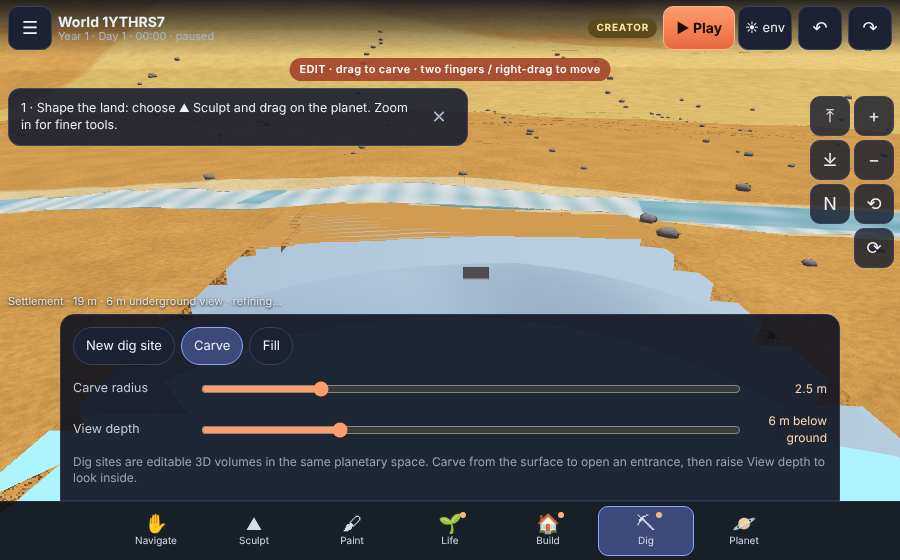 World 1YTHRS7
Year 1 · Day 1 · 00:00 · paused
CREATOR
▶ Play
☀ env
EDIT · drag to carve · two fingers / right-drag to move
1 · Shape the land: choose ▲ Sculpt and drag on the planet. Zoom
in for finer tools.
N
Settlement · 19 m · 6 m underground view · refining...
New dig site
Carve
Fill
Carve radius
2.5 m
View depth
6 m below
ground
Dig sites are editable 3D volumes in the same planetary space. Carve from the surface to open an entrance, then raise View depth to
look inside.
Navigate
Sculpt
Paint
Life
Build
Dig
Planet